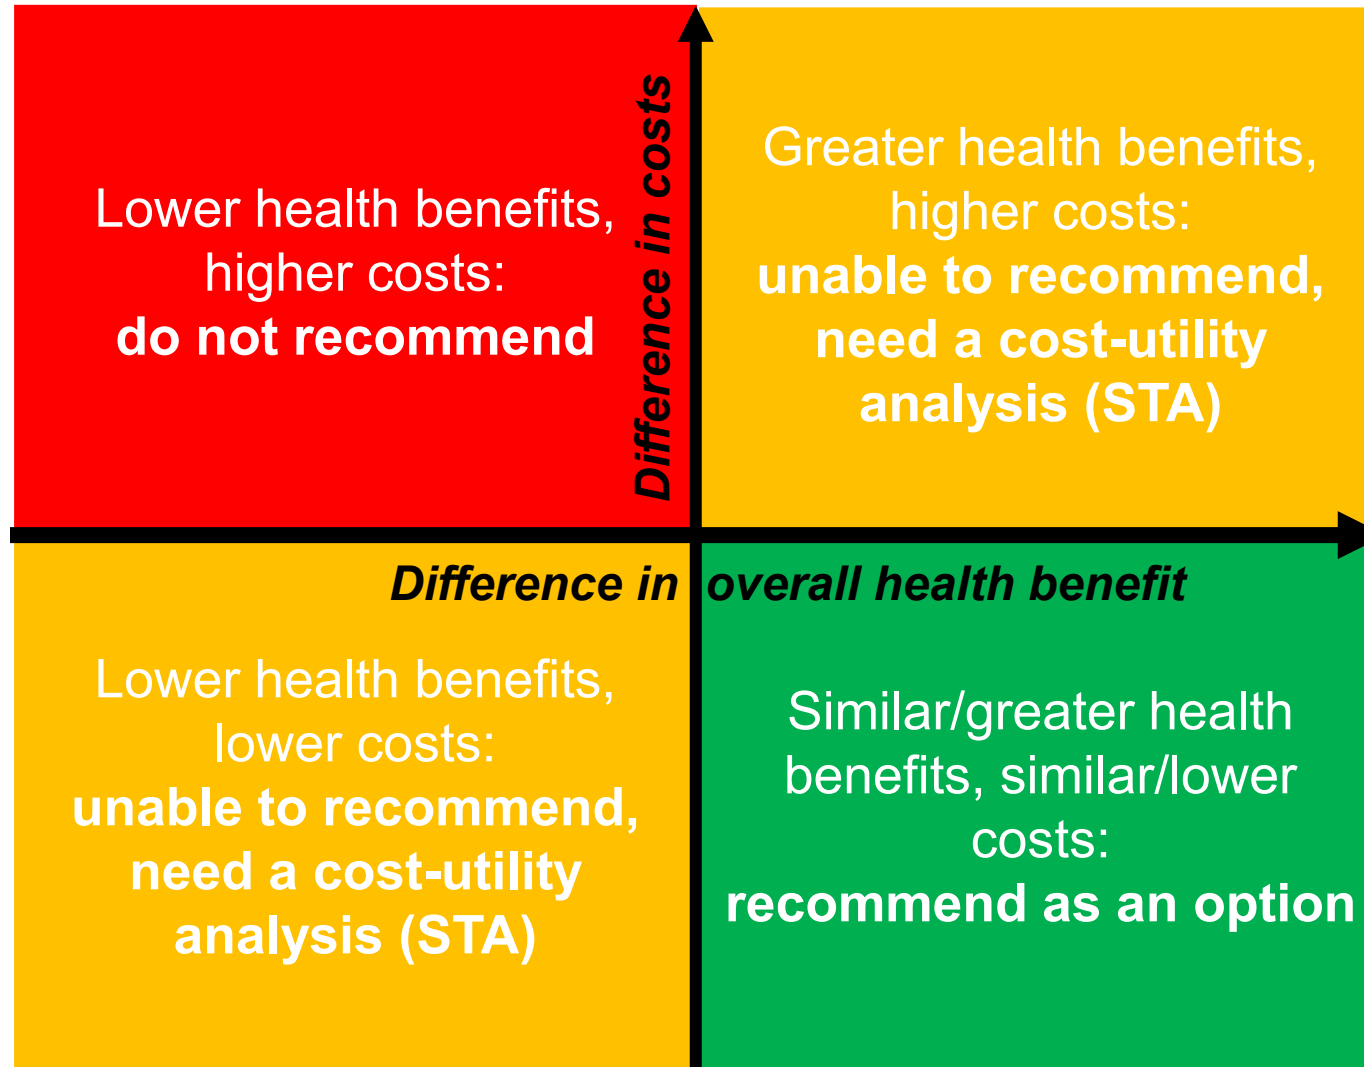 Lower health benefits,
higher costs:
do not recommend
Difference in costs
Greater health benefits,
higher costs:
unable to recommend,
need a cost-utility
analysis (STA)
Difference in overall health benefit
Lower health benefits,
lower costs:
unable to recommend,
need a cost-utility
analysis (STA)
Similar/greater health
benefits, similar/lower
costs:
recommend as an option